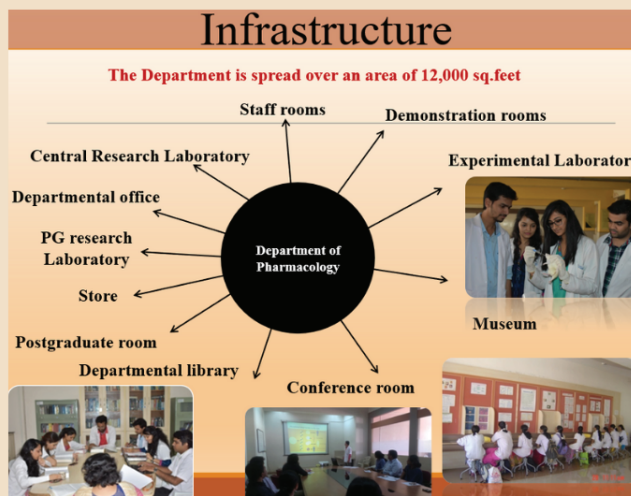 Infrastructure
The Department is spread over an area of 12,000 sq.feet
Staff rooms
Demonstration rooms
Central Research Laboratory
Experimental Laborator
Departmental office
PG research
Laboratory
Department of
Pharmacology
Store
Museum
Postgraduate room
Departmental library
Conference room